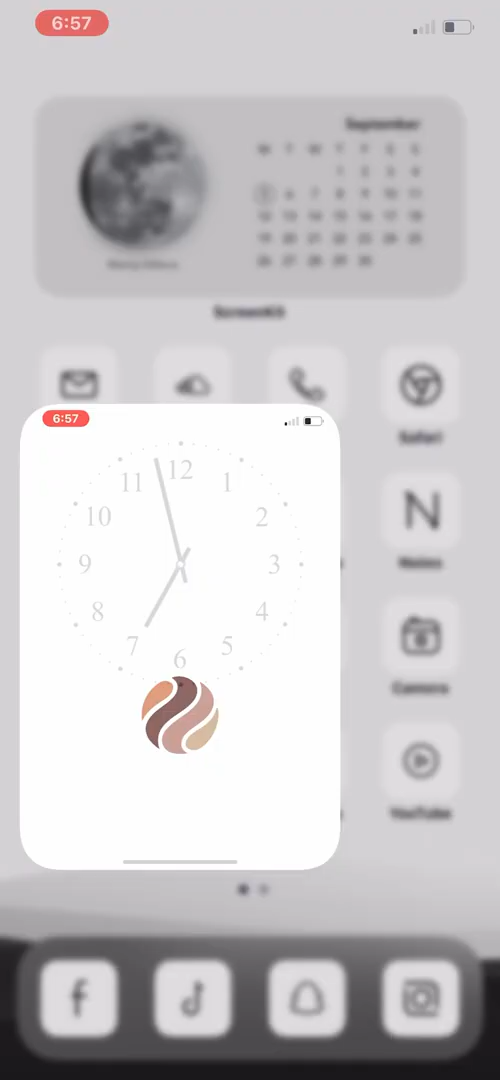 6:57
September
M T W T F S S
1 2 3 4
5 6 7 8 9 10 11
12 13 14 15 16 17 18
19 20 21 22 23 24 25
26 27 28 29 30
ScreenKit
Safari
6:57
12
11 1
10 2
9 3
8 4
7 5
6
Notes
Camera
YouTube